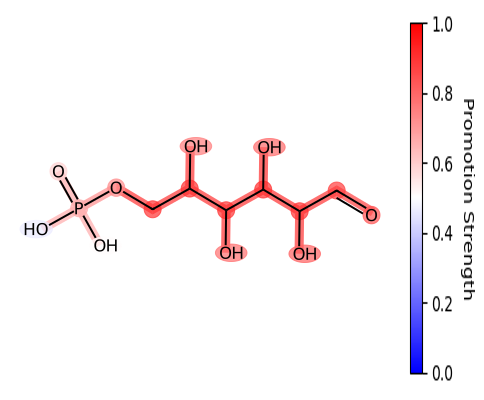 OH OH
O O
P
HO OH
OH OH
O
1.0
0.8
0.6
0.4
0.2
0.0
Promotion Strength